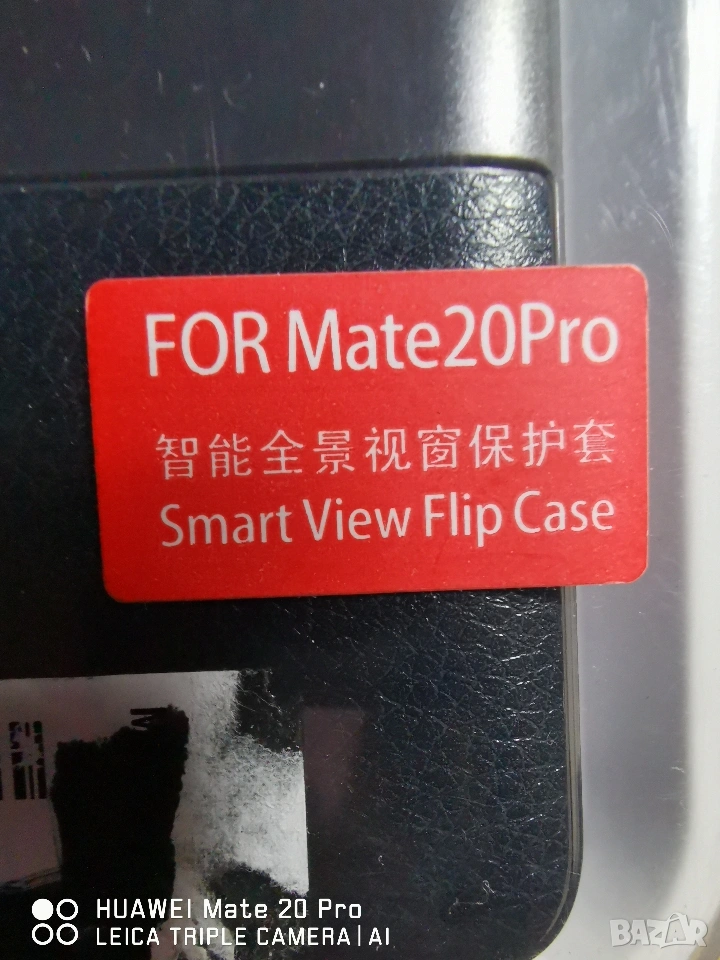 FOR Mate20Pro
智能全景视窗保护套
Smart View Flip Case
HUAWEI Mate 20 Pro
LEICA TRIPLE CAMERA | AI
BAZAR